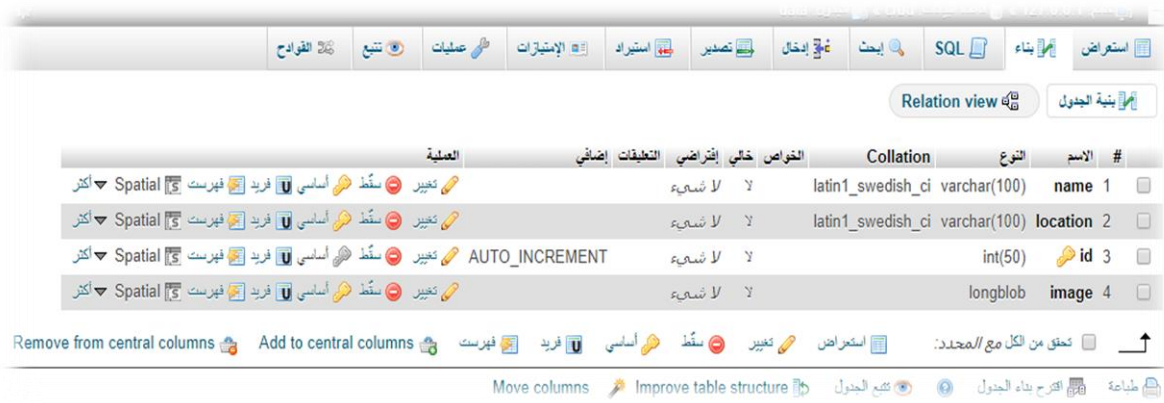 استعراض بناء SQL إبحث إدخال تصدير استيراد الإمتيازات عمليات تتبع القوادح
بنية الجدول Relation view
# الاسم النوع Collation الخواص خالي إفتراضي التعليقات إضافي العملية
1 name varchar(100) latin1_swedish_ci لا لا شيء تغيير سقّط أساسي فريد فهرست Spatial أكثر
2 location varchar(100) latin1_swedish_ci لا لا شيء تغيير سقّط أساسي فريد فهرست Spatial أكثر
3 id int(50) لا لا شيء AUTO_INCREMENT تغيير سقّط أساسي فريد فهرست Spatial أكثر
4 image longblob لا لا شيء تغيير سقّط أساسي فريد فهرست Spatial أكثر
تحقق من الكل مع المحدد: استعراض تغيير سقّط أساسي فريد فهرست Add to central columns Remove from central columns
طباعة اقترح بناء الجدول تتبع الجدول Improve table structure Move columns